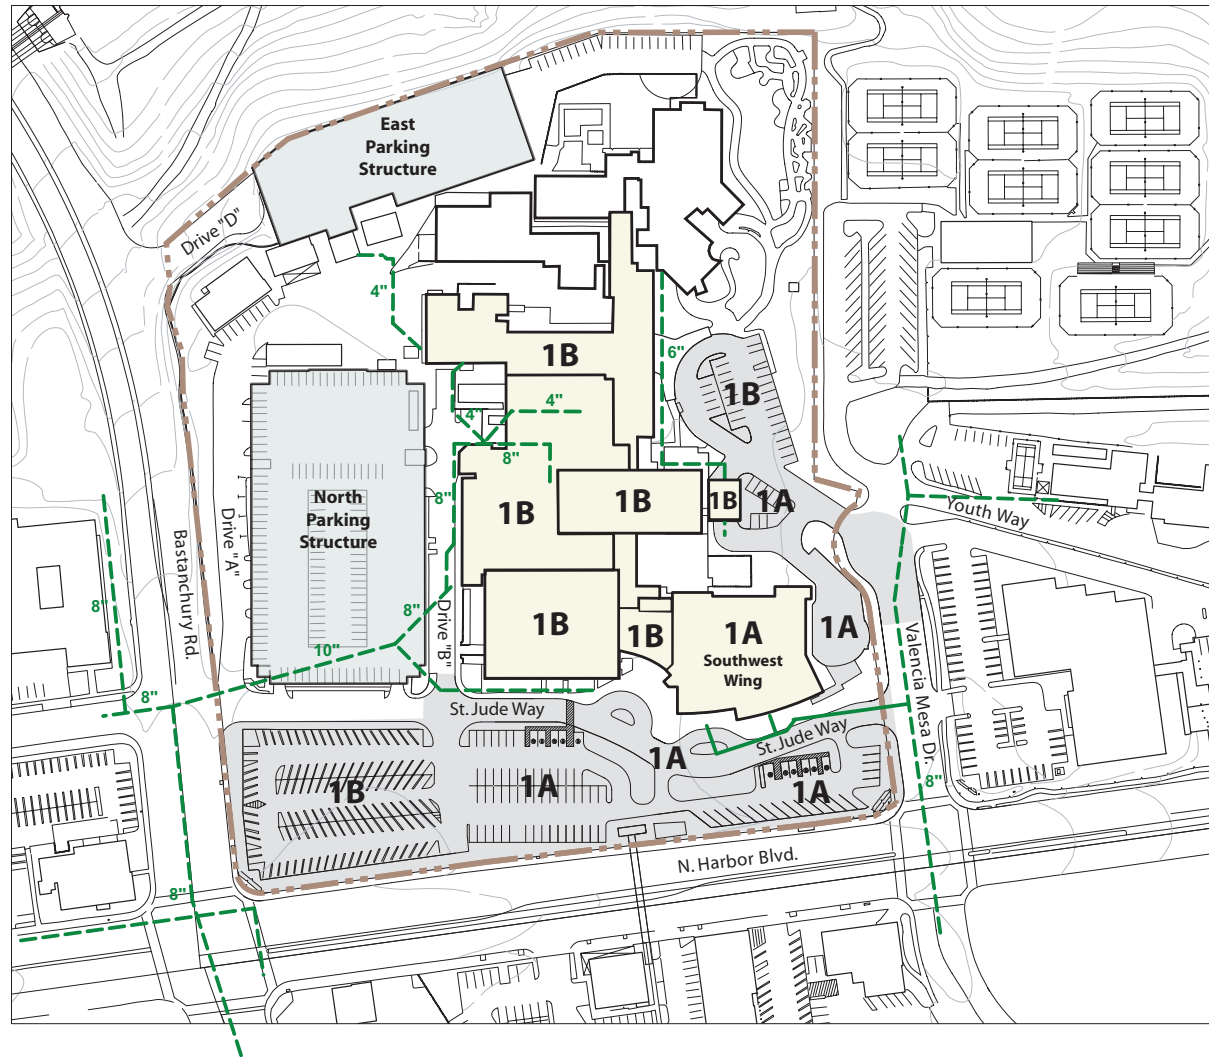 East
Parking
Structure
Drive "D"
4"
1B
6"
1B
4"
4"
8"
8"
North
Parking
Structure
1B
1B
1B
1A
Youth Way
Drive "A"
Bastanchury Rd.
8"
8"
Drive "B"
1B
1B
1A
Southwest
Wing
1A
Valencia Mesa Dr.
10"
8"
St. Jude Way
St. Jude Way
1A
8"
1B
1A
1A
N. Harbor Blvd.
8"